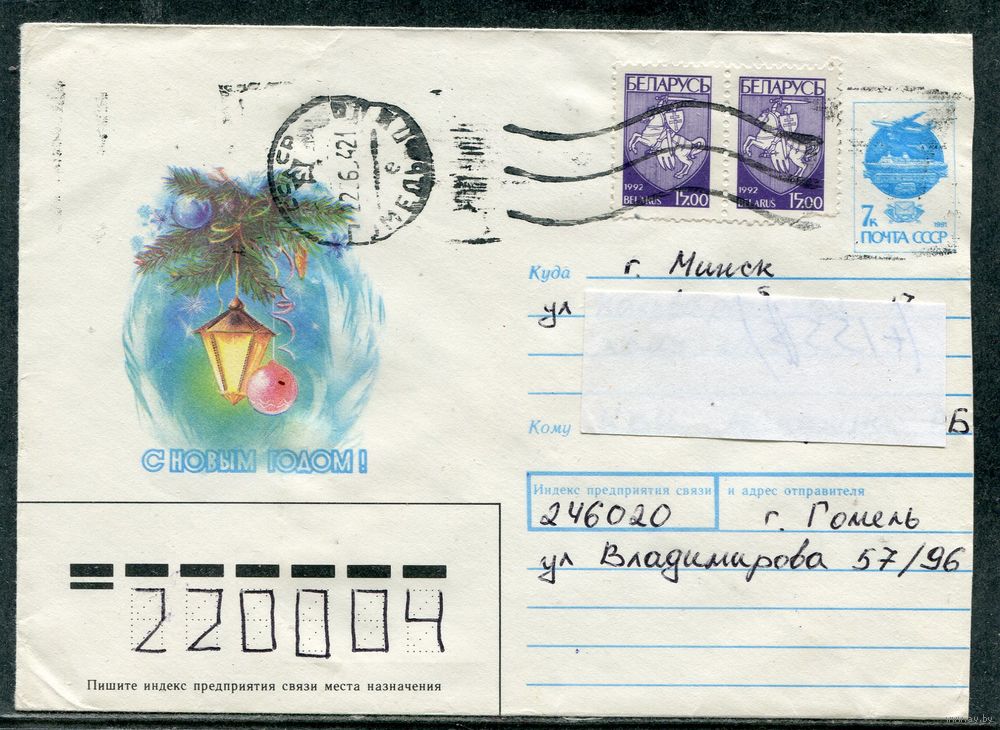 БЕЛАРУСЬ БЕЛАРУСЬ
1992 1992
BELARUS 15.00 BELARUS 15.00
7к 1991
ПОЧТА СССР
Куда г. Минск
ул
Кому Б
С НОВЫМ ГОДОМ!
Индекс предприятия связи и адрес отправителя
246020 г. Гомель
ул Владимирова 57/96
220004
Пишите индекс предприятия связи места назначения